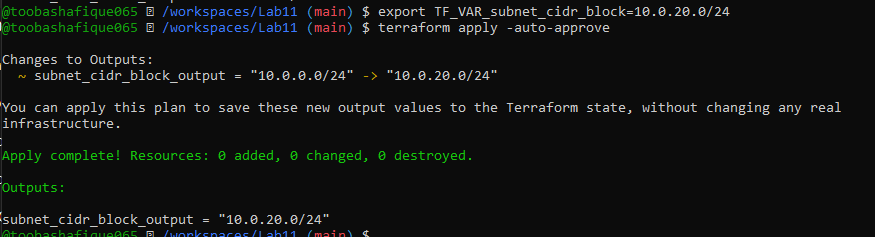 @toobashafique065 /workspaces/Lab11 (main) $ export TF_VAR_subnet_cidr_block=10.0.20.0/24
@toobashafique065 /workspaces/Lab11 (main) $ terraform apply -auto-approve
Changes to Outputs:
~ subnet_cidr_block_output = "10.0.0.0/24" -> "10.0.20.0/24"
You can apply this plan to save these new output values to the Terraform state, without changing any real
infrastructure.
Apply complete! Resources: 0 added, 0 changed, 0 destroyed.
Outputs:
subnet_cidr_block_output = "10.0.20.0/24"
@toobashafique065 /workspaces/Lab11 (main) $